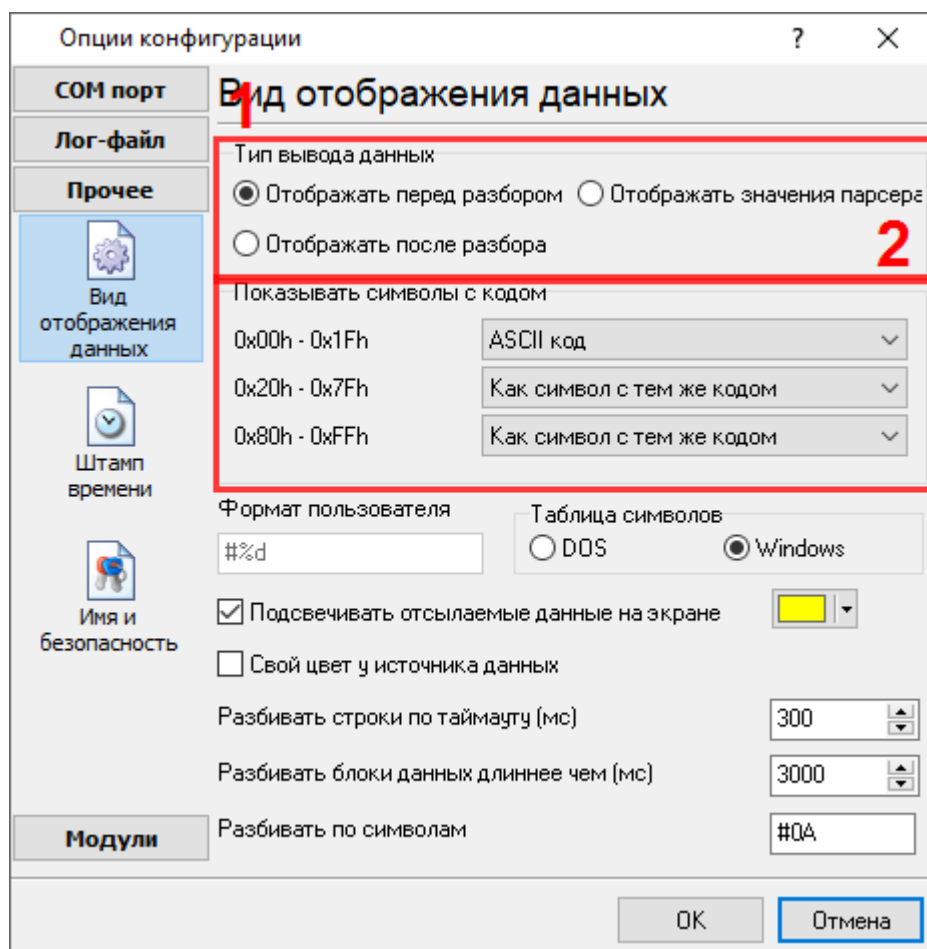 Опции конфигурации
?
COM порт
Лог-файл
Прочее
Вид
отображения
данных
Штамп
времени
Имя и
безопасность
Модули
Вид отображения данных
1
Тип вывода данных
Отображать перед разбором
Отображать значения парсера
Отображать после разбора
2
Показывать символы с кодом
0x00h - 0x1Fh
ASCII код
0x20h - 0x7Fh
Как символ с тем же кодом
0x80h - 0xFFh
Как символ с тем же кодом
Формат пользователя
#%d
Таблица символов
DOS
Windows
Подсвечивать отсылаемые данные на экране
Свой цвет у источника данных
Разбивать строки по таймауту (мс)
300
Разбивать блоки данных длиннее чем (мс)
3000
Разбивать по символам
#0A
OK
Отмена